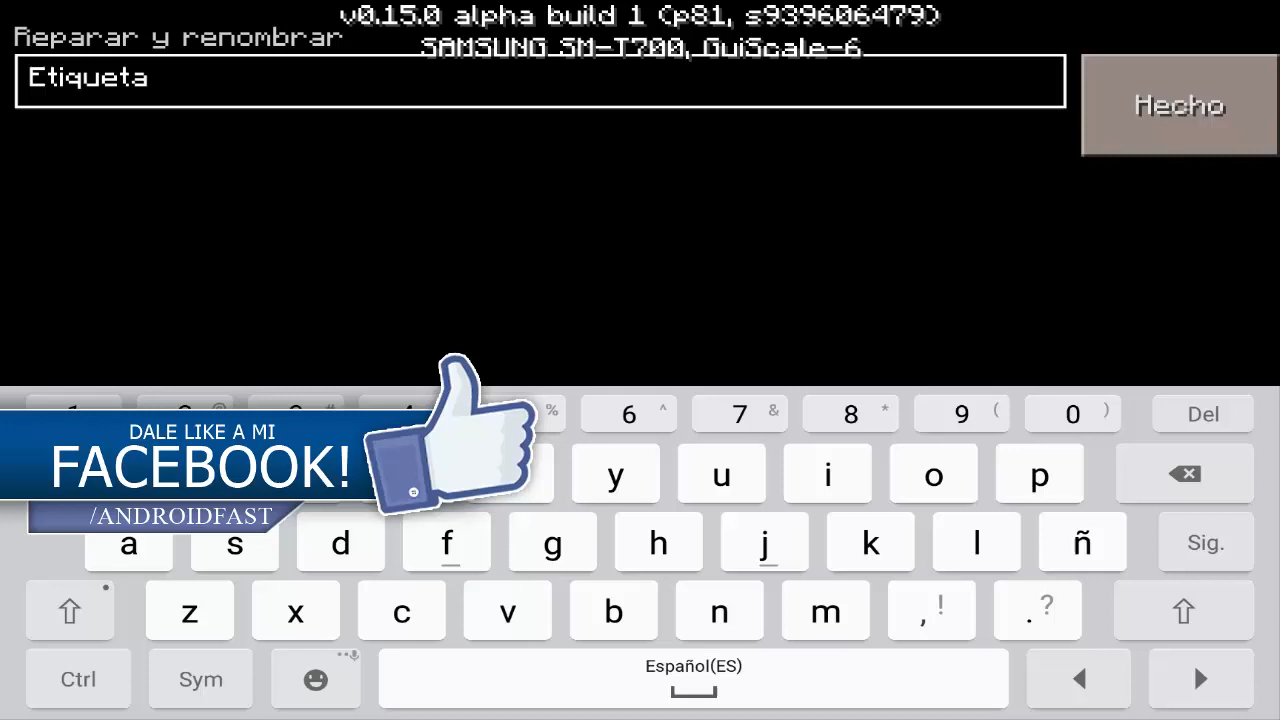 v0.15.0 alpha build 1 (p81, s939606479)
Reparar y renombrar
SAMSUNG SM-T700, GuiScale-6
Etiqueta
Hecho
% 6 ^ 7 & 8 * 9 ( 0 ) Del
DALE LIKE A MI
FACEBOOK!
y u i o p
/ANDROIDFAST
a s d f g h j k l ñ Sig.
z x c v b n m , ! . ?
Ctrl Sym Español(ES)